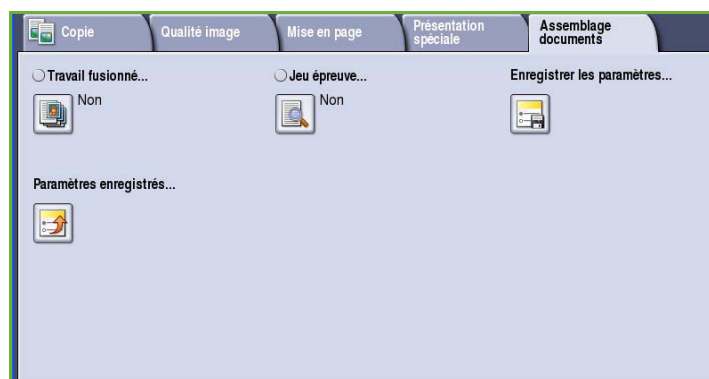 Copie
Qualité image
Mise en page
Présentation
spéciale
Assemblage
documents
Travail fusionné...
Non
Jeu épreuve...
Non
Enregistrer les paramètres...
Paramètres enregistrés...